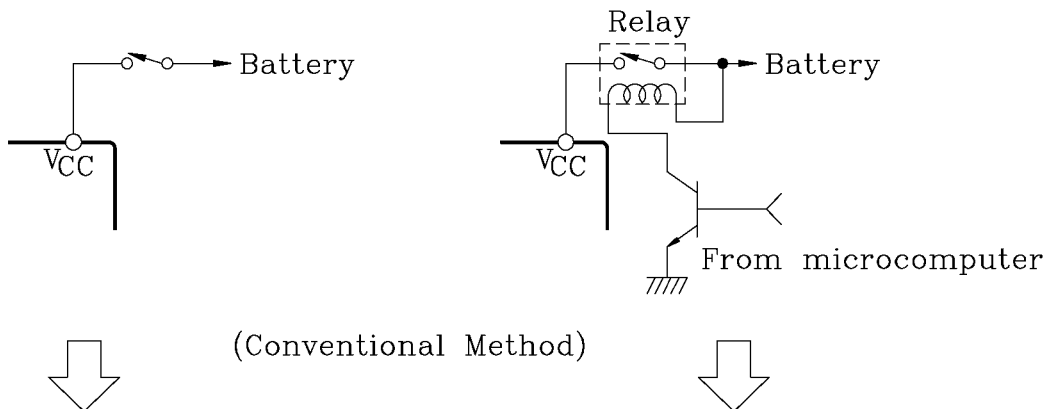 Relay
Battery
Battery
VCC
VCC
From microcomputer
(Conventional Method)